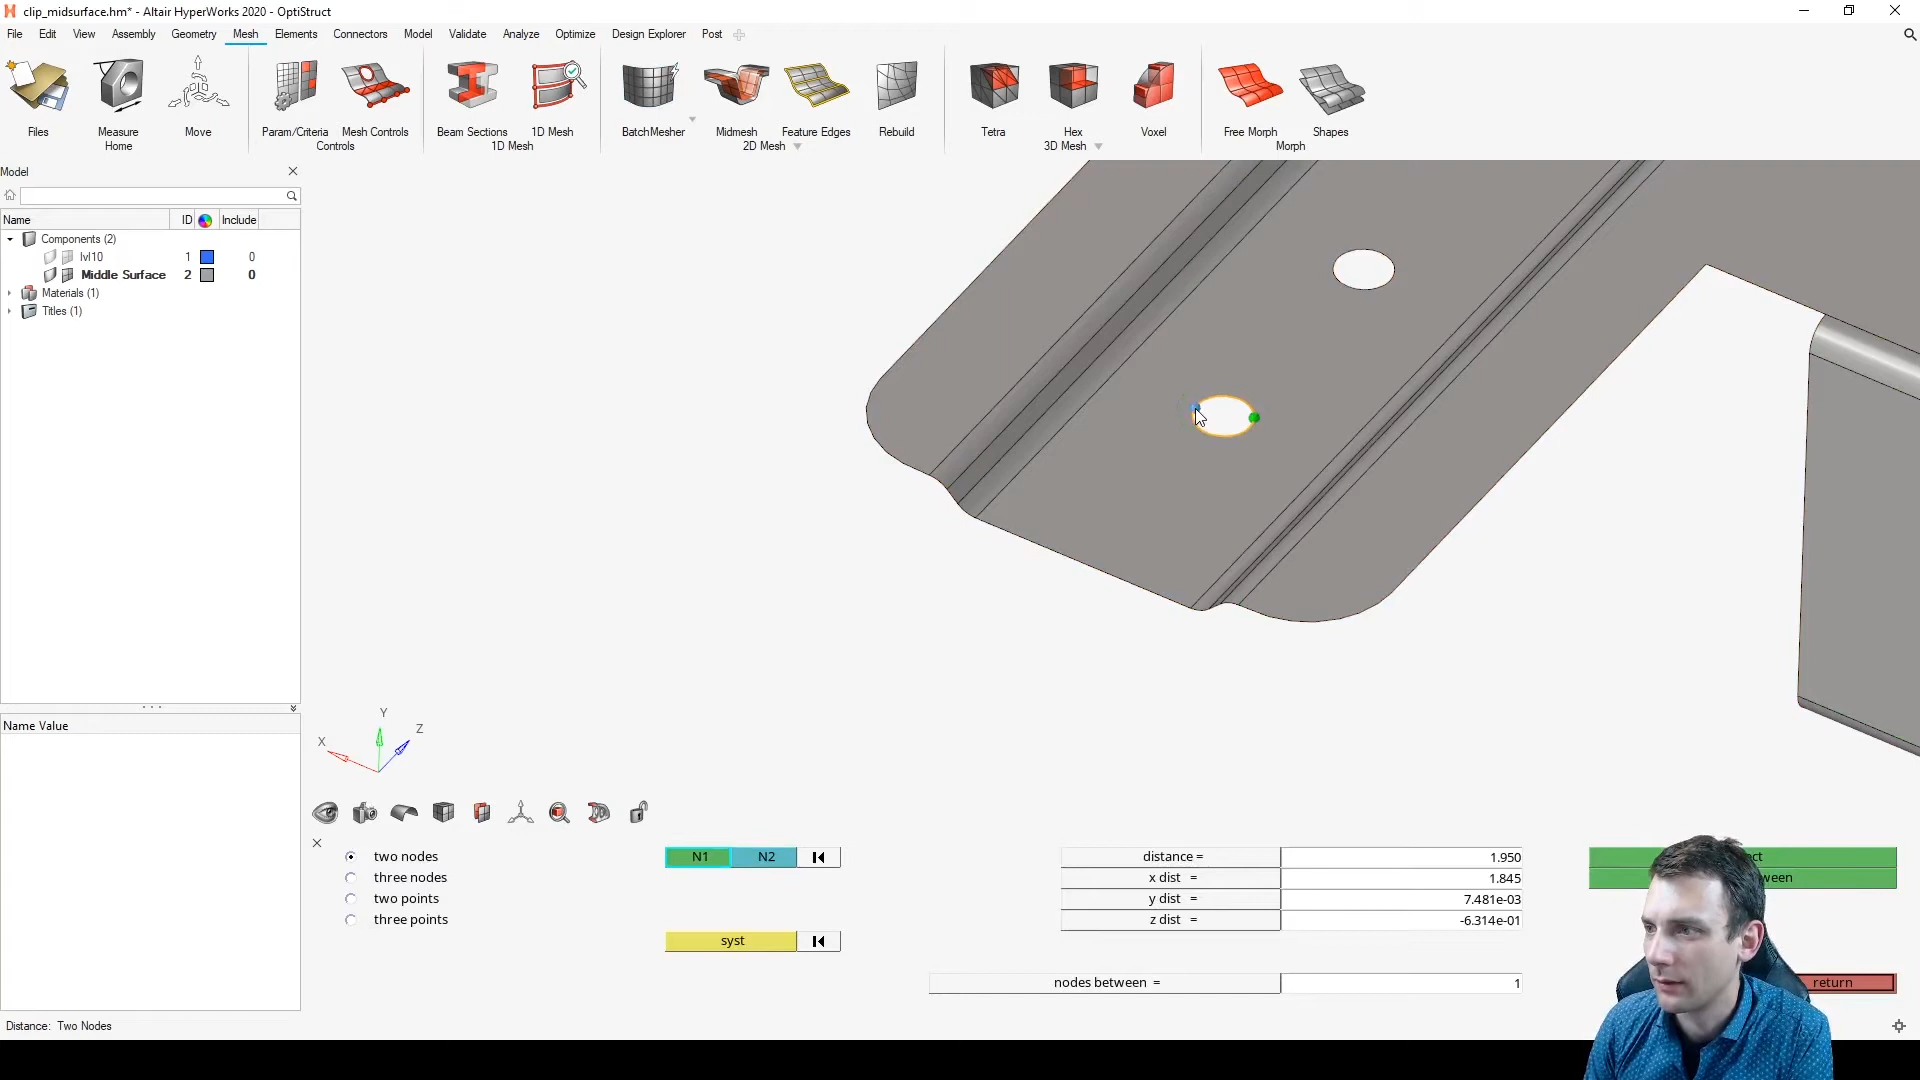 clip_midsurface.hm* - Altair HyperWorks 2020 - OptiStruct
File Edit View Assembly Geometry Mesh Elements Connectors Model Validate Analyze Optimize Design Explorer Post
Files Measure Move Param/Criteria Mesh Controls Beam Sections 1D Mesh BatchMesher Midmesh Feature Edges Rebuild Tetra Hex Voxel Free Morph Shapes
Home Controls 1D Mesh 2D Mesh 3D Mesh Morph
Model
Name ID Include
Components (2)
lvl10 1 0
Middle Surface 2 0
Materials (1)
Titles (1)
Name Value
Y
Z
X
two nodes N1 N2 distance = 1.950
three nodes x dist = 1.845
two points y dist = 7.481e-03
three points z dist = -6.314e-01
syst
nodes between = 1 return
Distance: Two Nodes